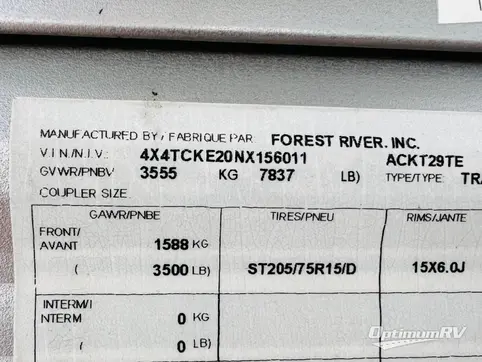 MANUFACTURED BY / FABRIQUE PAR: FOREST RIVER, INC.
V.I.N./N.I.V.: 4X4TCKE20NX156011 ACKT29TE
GVWR/PNBV 3555 KG 7837 LB) TYPE/TYPE: TRA
COUPLER SIZE
GAWR/PNBE TIRES/PNEU RIMS/JANTE
FRONT/
AVANT 1588 KG
( 3500 LB) ST205/75R15/D 15X6.0J
INTERM/I
NTERM 0 KG
( 0 LB)
OptimumRV